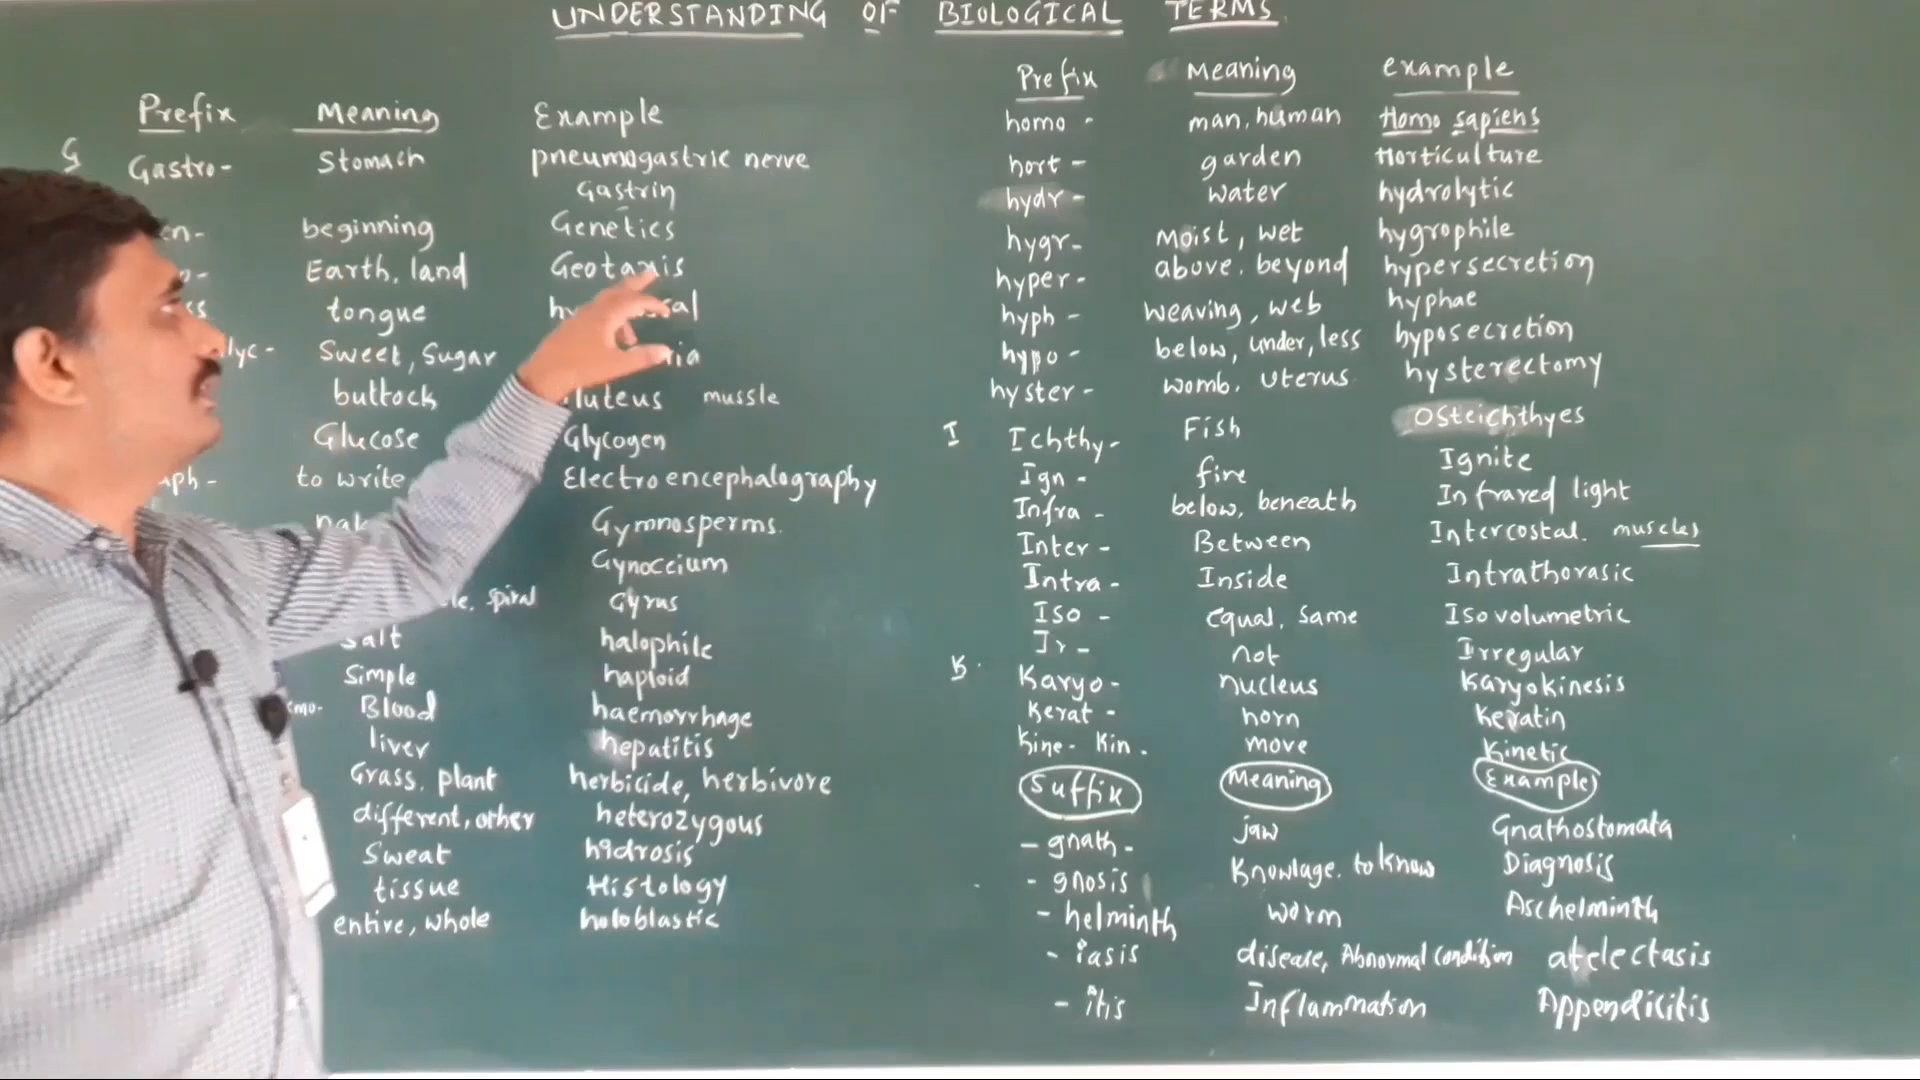 UNDERSTANDING OF BIOLOGICAL TERMS
Prefix Meaning Example
G
Gastro- Stomach pneumogastric nerve
Gastrin
beginning Genetics
Earth, land Geotaxis
tongue
Sweet, Sugar
buttock mussle
Glucose Glycogen
to write Electroencephalography
Gymnosperms.
Gynoecium
spiral Gyrus
Salt halophile
Simple haploid
Blood haemorrhage
liver hepatitis
Grass, plant herbicide, herbivore
different, other heterozygous
Sweat hidrosis
tissue Histology
entire, whole holoblastic
Prefix Meaning example
homo - man, human Homo sapiens
hort - garden Horticulture
hydr - water hydrolytic
hygr- Moist, wet hygrophile
hyper- above, beyond hypersecretion
hyph - weaving, web hyphae
hypo - below, under, less hyposecretion
hyster- womb, uterus hysterectomy
I Ichthy- Fish Osteichthyes
Ign - fire Ignite
Infra - below, beneath Infrared light
Inter - Between Intercostal. muscles
Intra - Inside Intrathorasic
Iso - equal, same Isovolumetric
Ir - not Irregular
K. Karyo- nucleus Karyokinesis
Kerat - horn Keratin
Kine- Kin. move Kinetic
Suffix Meaning Example
- gnath- jaw Gnathostomata
- gnosis Knowlage, to know Diagnosis
- helminth worm Aschelminth
- iasis disease, Abnormal condition atelectasis
- itis Inflammation Appendicitis